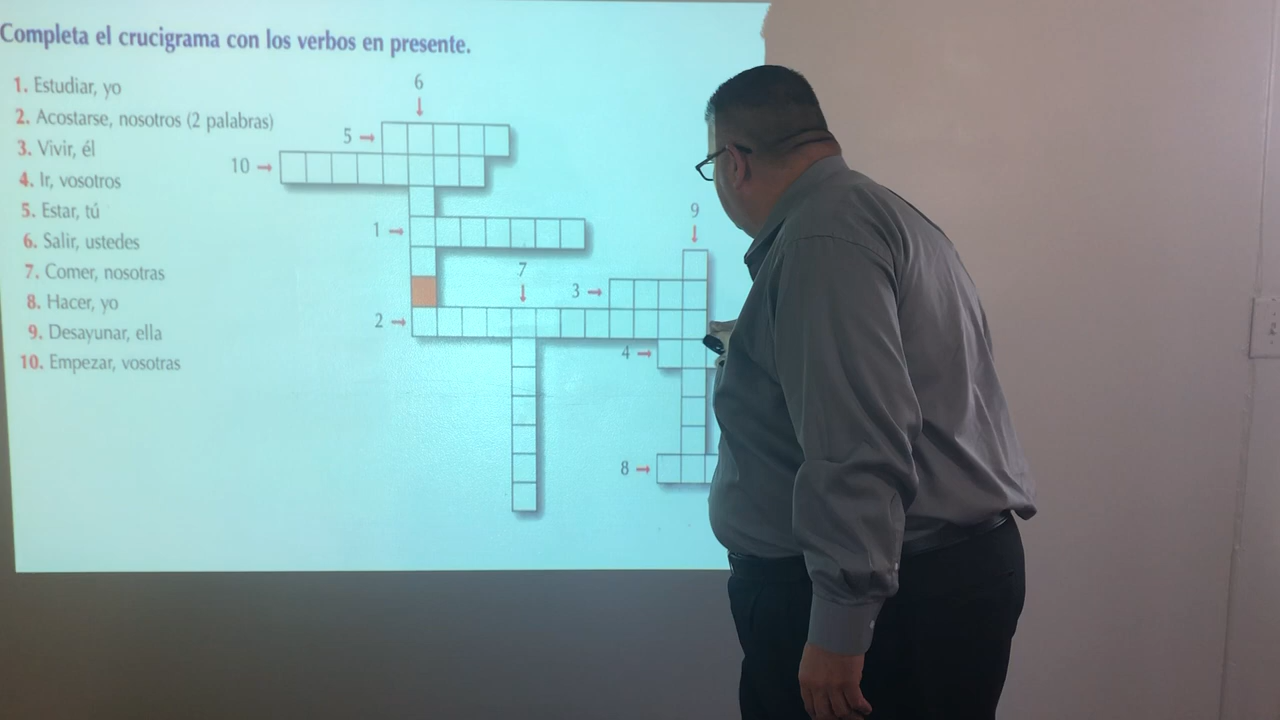 Completa el crucigrama con los verbos en presente.
1. Estudiar, yo
2. Acostarse, nosotros (2 palabras)
3. Vivir, él
4. Ir, vosotros
5. Estar, tú
6. Salir, ustedes
7. Comer, nosotras
8. Hacer, yo
9. Desayunar, ella
10. Empezar, vosotras
6
5
10
1
9
7
3
2
4
8